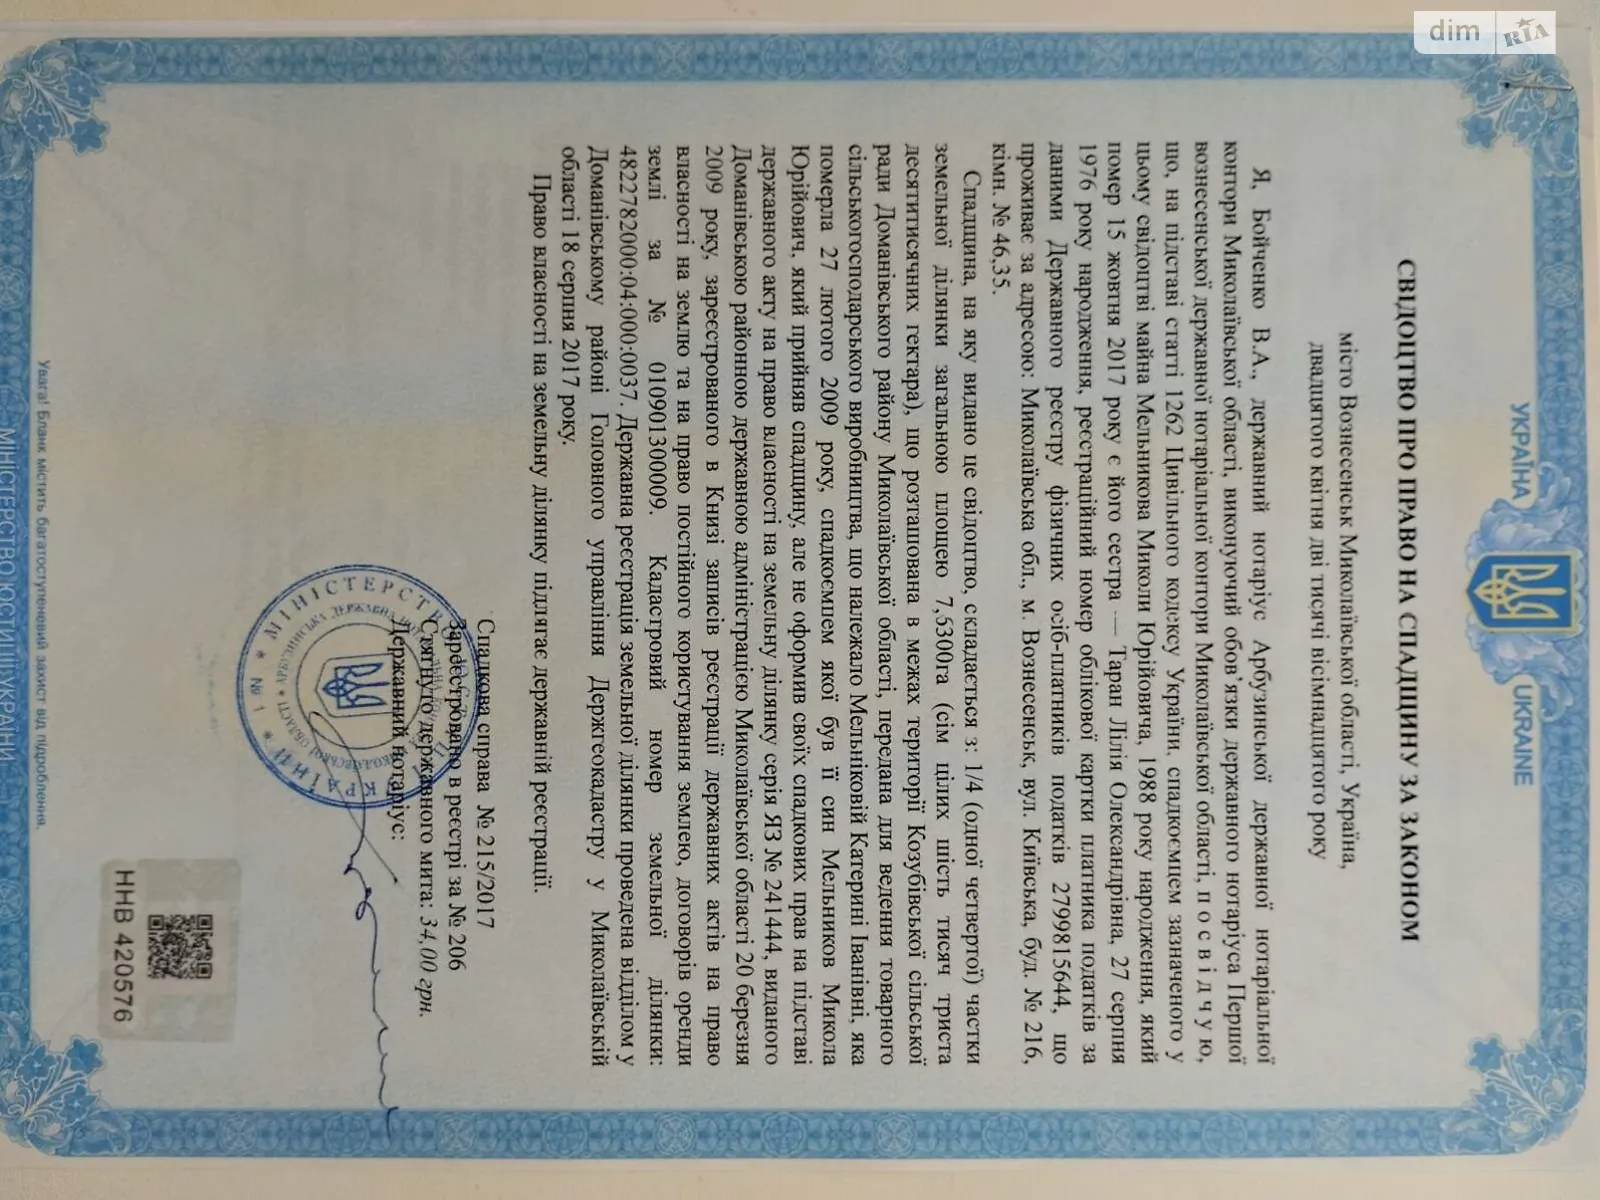 dim RIA
УКРАЇНА UKRAINE
СВІДОЦТВО ПРО ПРАВО НА СПАДЩИНУ ЗА ЗАКОНОМ
місто Вознесенськ Миколаївської області, Україна,
двадцятого квітня дві тисячі вісімнадцятого року
Я, Бойченко В.А., державний нотаріус Арбузинської державної нотаріальної
контори Миколаївської області, виконуючий обов’язки державного нотаріуса Першої
вознесенської державної нотаріальної контори Миколаївської області, п о с в і д ч у ю,
що, на підставі статті 1262 Цивільного кодексу України, спадкоємцем зазначеного у
цьому свідоцтві майна Мельникова Миколи Юрійовича, 1988 року народження, який
помер 15 жовтня 2017 року є його сестра — Таран Лілія Олександрівна, 27 серпня
1976 року народження, реєстраційний номер облікової картки платника податків за
даними Державного реєстру фізичних осіб-платників податків 2799815644, що
проживає за адресою: Миколаївська обл., м. Вознесенськ, вул. Київська, буд. № 216,
кімн. № 46,35.
Спадщина, на яку видано це свідоцтво, складається з: 1/4 (одної четвертої) частки
земельної ділянки загальною площею 7,6300га (сім цілих шість тисяч триста
десятитисячних гектара), що розташована в межах території Козубівської сільської
ради Доманівського району Миколаївської області, передана для ведення товарного
сільськогосподарського виробництва, що належало Мельніковій Катерині Іванівні, яка
померла 27 лютого 2009 року, спадкоємцем якої був її син Мельников Микола
Юрійович, який прийняв спадщину, але не оформив своїх спадкових прав на підставі
державного акту на право власності на земельну ділянку серія ЯЗ № 241444, виданого
Доманівською районною державною адміністрацією Миколаївської області 20 березня
2009 року, зареєстрованого в Книзі записів реєстрації державних актів на право
власності на землю та на право постійного користування землею, договорів оренди
землі за № 010901300009. Кадастровий номер земельної ділянки:
4822782000:04:000:0037. Державна реєстрація земельної ділянки проведена відділом у
Доманівському районі Головного управління Держгеокадастру у Миколаївській
області 18 серпня 2017 року.
Право власності на земельну ділянку підлягає державній реєстрації.
Спадкова справа № 215/2017
Зареєстровано в реєстрі за № 206
Стягнуто державного мита: 34,00 грн.
Державний нотаріус:
ННВ 420576
Увага! Бланк містить багатоступеневий захист від підроблення.
МІНІСТЕРСТВО ЮСТИЦІЇ УКРАЇНИ